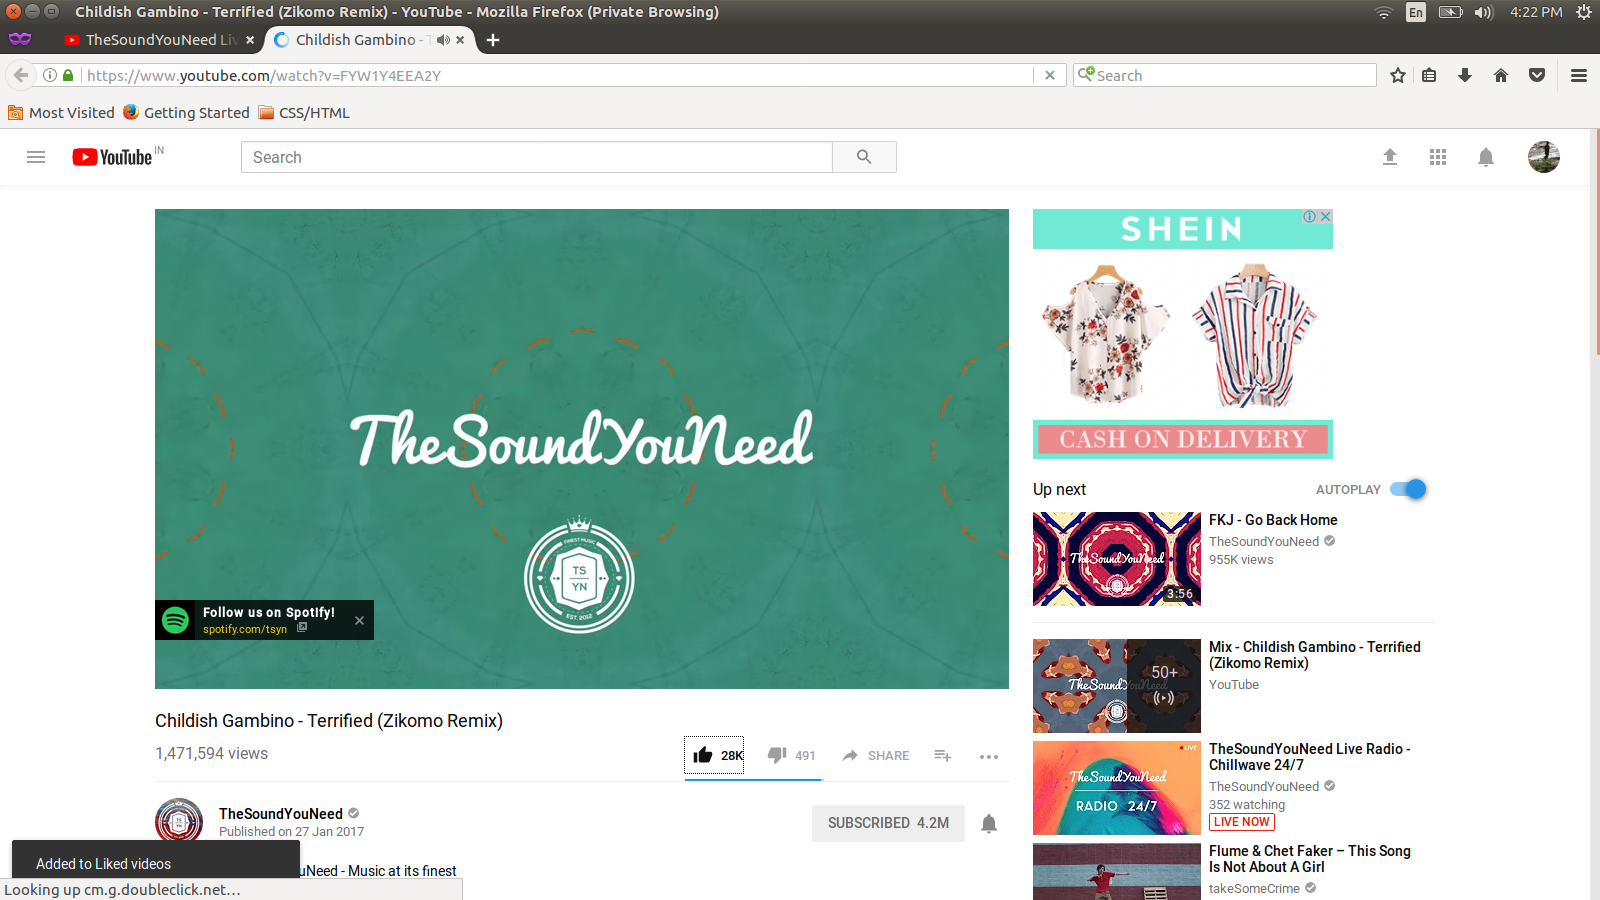 Childish Gambino - Terrified (Zikomo Remix) - YouTube - Mozilla Firefox (Private Browsing)
En
4:22 PM
TheSoundYouNeed Liv
Childish Gambino - T
https://www.youtube.com/watch?v=FYW1Y4EEA2Y
Search
Most Visited
Getting Started
CSS/HTML
YouTube IN
Search
TheSoundYouNeed
FINEST MUSIC
TS
YN
EST. 2012
Follow us on Spotify!
spotify.com/tsyn
SHEIN
CASH ON DELIVERY
Up next
AUTOPLAY
TheSoundYouNeed
3:56
FKJ - Go Back Home
TheSoundYouNeed
955K views
TheSoundYouNeed
50+
Mix - Childish Gambino - Terrified
(Zikomo Remix)
YouTube
LIVE
TheSoundYouNeed
RADIO 24/7
TheSoundYouNeed Live Radio -
Chillwave 24/7
TheSoundYouNeed
352 watching
LIVE NOW
Flume & Chet Faker – This Song
Is Not About A Girl
takeSomeCrime
Childish Gambino - Terrified (Zikomo Remix)
1,471,594 views
28K
491
SHARE
TheSoundYouNeed
Published on 27 Jan 2017
SUBSCRIBED 4.2M
uNeed - Music at its finest
Added to Liked videos
Looking up cm.g.doubleclick.net...